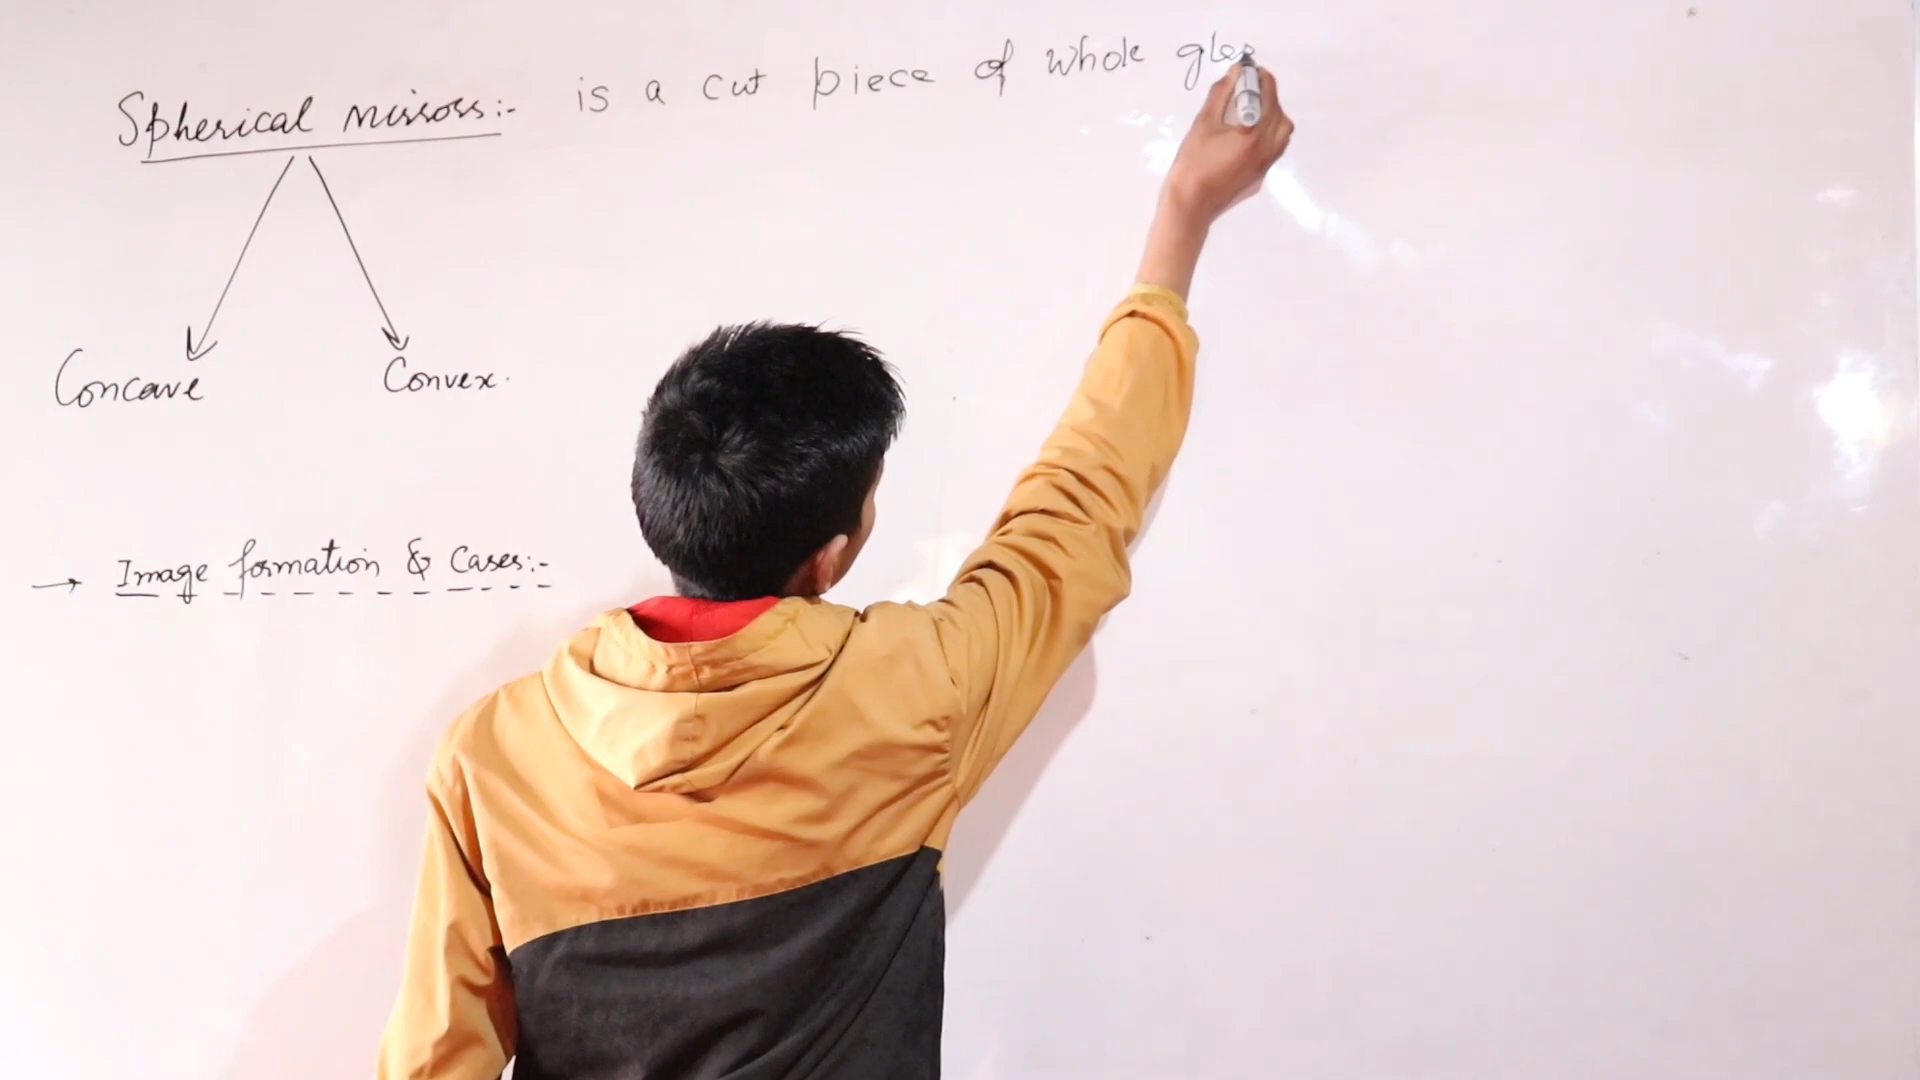 Spherical mirrors:- is a cut piece of whole
Concave Convex.
→ Image formation & Cases:-